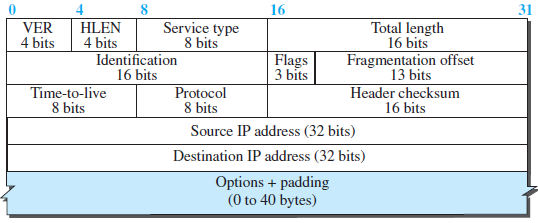 0 4 8 16 31
VER HLEN Service type Total length
4 bits 4 bits 8 bits 16 bits
Identification Flags Fragmentation offset
16 bits 3 bits 13 bits
Time-to-live Protocol Header checksum
8 bits 8 bits 16 bits
Source IP address (32 bits)
Destination IP address (32 bits)
Options + padding
(0 to 40 bytes)